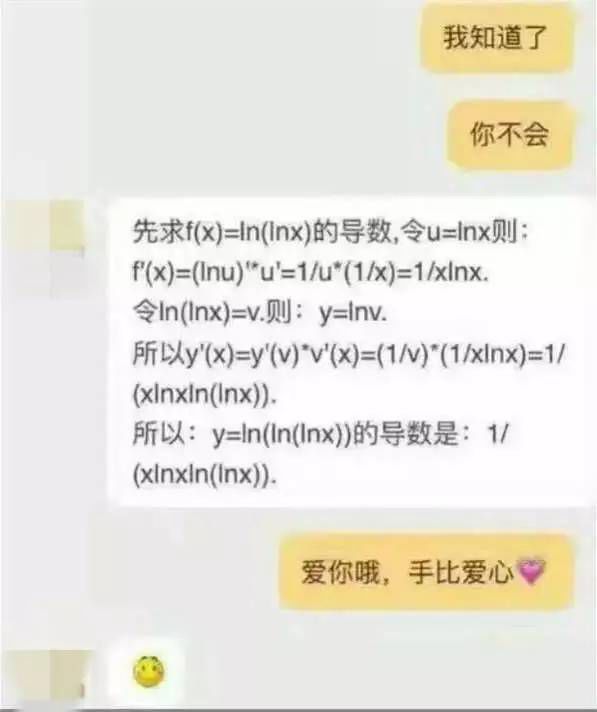 我知道了
你不会
先求f(x)=ln(lnx)的导数,令u=lnx则：
f'(x)=(lnu)'*u'=1/u*(1/x)=1/xlnx.
令ln(lnx)=v.则：y=lnv.
所以y'(x)=y'(v)*v'(x)=(1/v)*(1/xlnx)=1/
(xlnxln(lnx)).
所以：y=ln(ln(lnx))的导数是：1/
(xlnxln(lnx)).
爱你哦，手比爱心💗